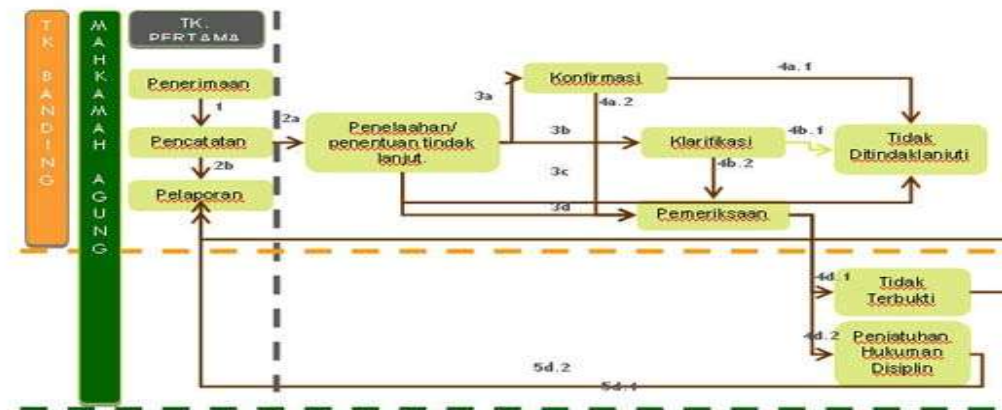 TK BANDING
MAHKAMAH AGUNG
TK.
PERTAMA
Penerimaan
1
Pencatatan
2a
2b
Pelaporan
Penelaahan/
penentuan tindak
lanjut.
3a
3b
3c
3d
Konfirmasi
4a.1
4a.2
Klarifikasi
4b.1
4b.2
Tidak
Ditindaklanjuti
Pemeriksaan
4d.1
Tidak
Terbukti
4d.2
Penjatuhan
Hukuman
Disiplin
5d.2
5d.1